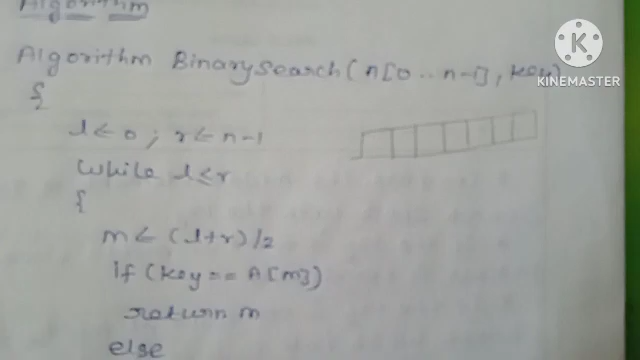 Algorithm
Algorithm BinarySearch(A[0..n-1], key)
{
l ← 0 ; r ← n-1
while l ≤ r
{
m ← (l+r)/2
if (key == A[m])
return m
else
KINEMASTER